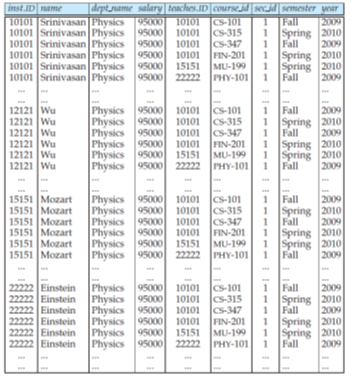 inst.ID name dept_name salary teaches.ID course_id sec_id semester year
10101 Srinivasan Physics 95000 10101 CS-101 1 Fall 2009
10101 Srinivasan Physics 95000 10101 CS-315 1 Spring 2010
10101 Srinivasan Physics 95000 10101 CS-347 1 Fall 2009
10101 Srinivasan Physics 95000 10101 FIN-201 1 Spring 2010
10101 Srinivasan Physics 95000 15151 MU-199 1 Spring 2010
10101 Srinivasan Physics 95000 22222 PHY-101 1 Fall 2009
... ... ... ... ... ... ... ... ...
... ... ... ... ... ... ... ... ...
12121 Wu Physics 95000 10101 CS-101 1 Fall 2009
12121 Wu Physics 95000 10101 CS-315 1 Spring 2010
12121 Wu Physics 95000 10101 CS-347 1 Fall 2009
12121 Wu Physics 95000 10101 FIN-201 1 Spring 2010
12121 Wu Physics 95000 15151 MU-199 1 Spring 2010
12121 Wu Physics 95000 22222 PHY-101 1 Fall 2009
... ... ... ... ... ... ... ... ...
... ... ... ... ... ... ... ... ...
15151 Mozart Physics 95000 10101 CS-101 1 Fall 2009
15151 Mozart Physics 95000 10101 CS-315 1 Spring 2010
15151 Mozart Physics 95000 10101 CS-347 1 Fall 2009
15151 Mozart Physics 95000 10101 FIN-201 1 Spring 2010
15151 Mozart Physics 95000 15151 MU-199 1 Spring 2010
15151 Mozart Physics 95000 22222 PHY-101 1 Fall 2009
... ... ... ... ... ... ... ... ...
... ... ... ... ... ... ... ... ...
22222 Einstein Physics 95000 10101 CS-101 1 Fall 2009
22222 Einstein Physics 95000 10101 CS-315 1 Spring 2010
22222 Einstein Physics 95000 10101 CS-347 1 Fall 2009
22222 Einstein Physics 95000 10101 FIN-201 1 Spring 2010
22222 Einstein Physics 95000 15151 MU-199 1 Spring 2010
22222 Einstein Physics 95000 22222 PHY-101 1 Fall 2009
... ... ... ... ... ... ... ... ...
... ... ... ... ... ... ... ... ...